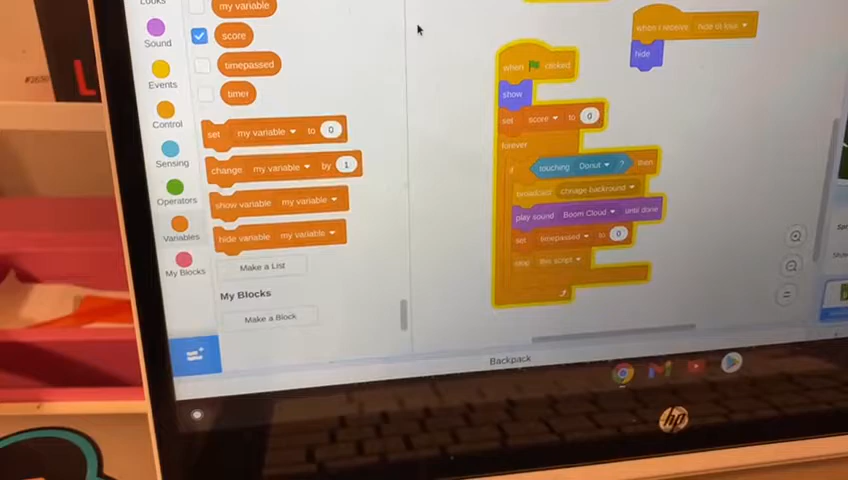 Looks
my variable
Sound
score
Events
timepassed
timer
Control
set my variable to 0
Sensing
change my variable by 1
Operators
show variable my variable
Variables
hide variable my variable
My Blocks
Make a List
My Blocks
Make a Block
when I receive
hide
when clicked
show
set score to 0
forever
if touching Donut ? then
broadcast
play sound Boom Cloud until done
set timepassed to 0
stop this script
Backpack
hp